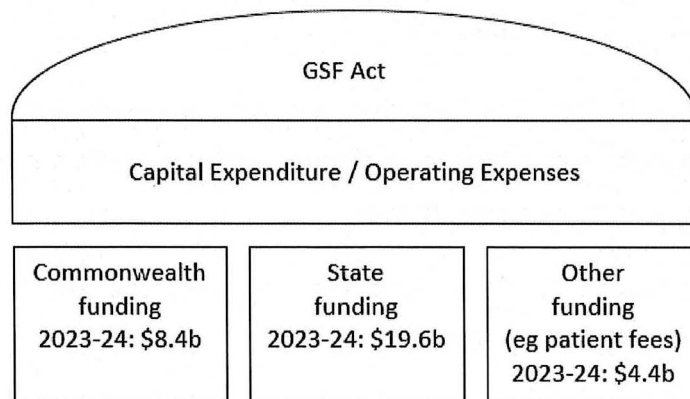 GSF Act
Capital Expenditure / Operating Expenses
Commonwealth
funding
2023-24: $8.4b
State
funding
2023-24: $19.6b
Other
funding
(eg patient fees)
2023-24: $4.4b